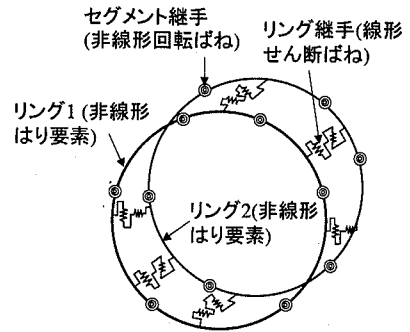 セグメント継手
(非線形回転ばね)
リング継手(線形
せん断ばね)
リング1 (非線形
はり要素)
リング2(非線形
はり要素)